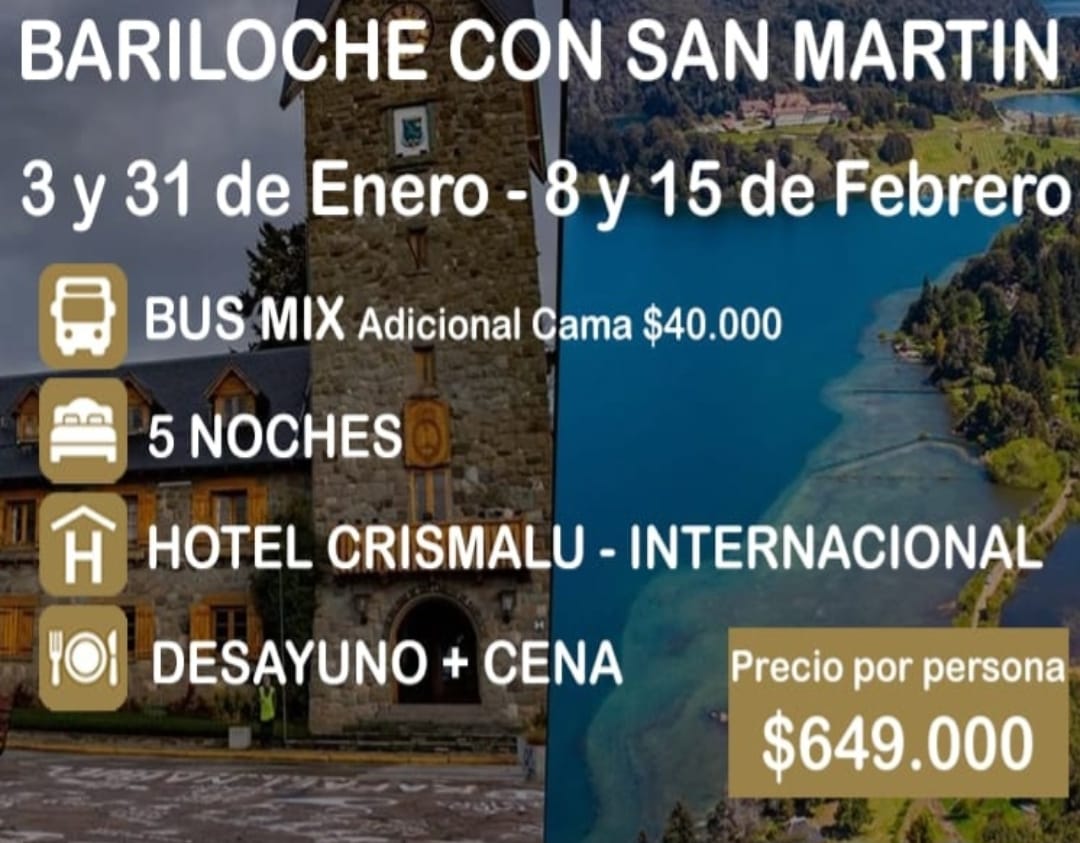 BARILOCHE CON SAN MARTIN
3 y 31 de Enero - 8 y 15 de Febrero
BUS MIX Adicional Cama $40.000
5 NOCHES
H HOTEL CRISMALU - INTERNACIONAL
DESAYUNO + CENA
Precio por persona
$649.000